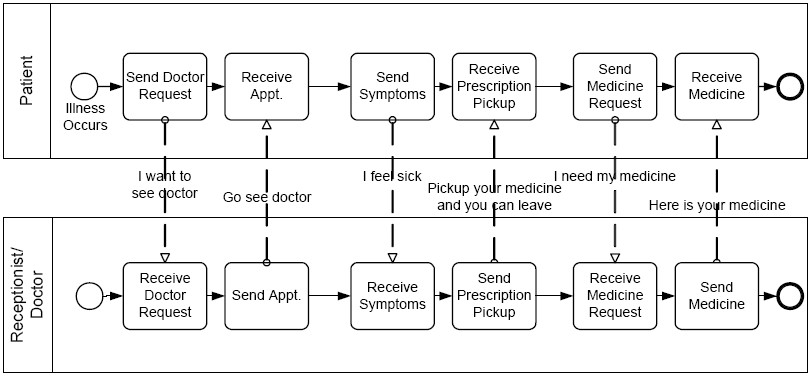 Patient
Illness
Occurs
Send Doctor
Request
Receive
Appt.
Send
Symptoms
Receive
Prescription
Pickup
Send
Medicine
Request
Receive
Medicine
I want to
see doctor
Go see doctor
I feel sick
Pickup your medicine
and you can leave
I need my medicine
Here is your medicine
Receptionist/
Doctor
Receive
Doctor
Request
Send Appt.
Receive
Symptoms
Send
Prescription
Pickup
Receive
Medicine
Request
Send
Medicine